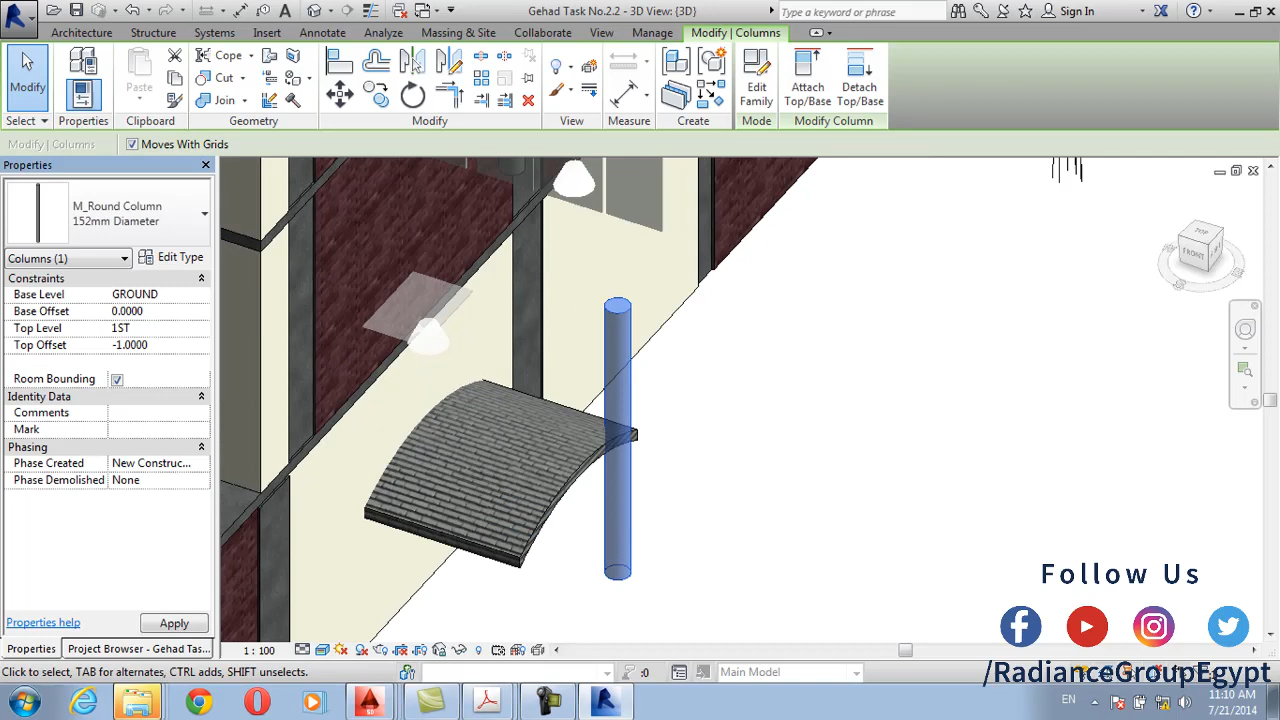 Gehad Task No.2.2 - 3D View: {3D}
Type a keyword or phrase
Sign In
Architecture Structure Systems Insert Annotate Analyze Massing & Site Collaborate View Manage Modify | Columns
Modify
Paste
Cope
Cut
Join
Edit Family
Attach Top/Base
Detach Top/Base
Select Properties Clipboard Geometry Modify View Measure Create Mode Modify Column
Modify | Columns Moves With Grids
Properties
M_Round Column
152mm Diameter
Columns (1) Edit Type
Constraints
Base Level GROUND
Base Offset 0.0000
Top Level 1ST
Top Offset -1.0000
Room Bounding
Identity Data
Comments
Mark
Phasing
Phase Created New Construc...
Phase Demolished None
TOP
FRONT
Follow Us
Properties help Apply
Properties Project Browser - Gehad Tas...
1 : 100
Click to select, TAB for alternates, CTRL adds, SHIFT unselects.
:0
Main Model
/RadianceGroupEgypt
SD
EN
11:10 AM
7/21/2014